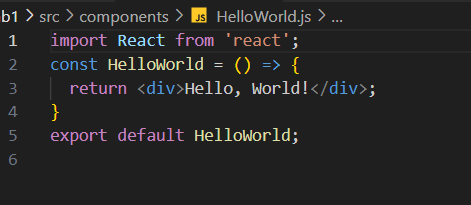 ab1 > src > components > JS HelloWorld.js > ...
1 import React from 'react';
2 const HelloWorld = () => {
3   return <div>Hello, World!</div>;
4 }
5 export default HelloWorld;
6